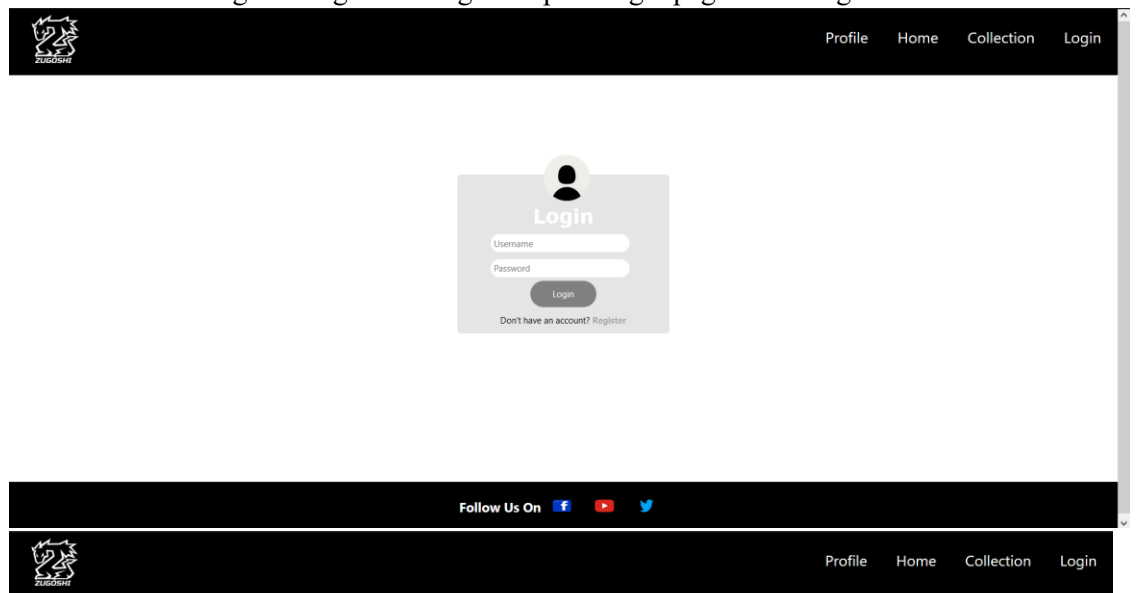 ZUGOSHI
Profile Home Collection Login
Login
Username
Password
Login
Don't have an account? Register
Follow Us On
ZUGOSHI
Profile Home Collection Login